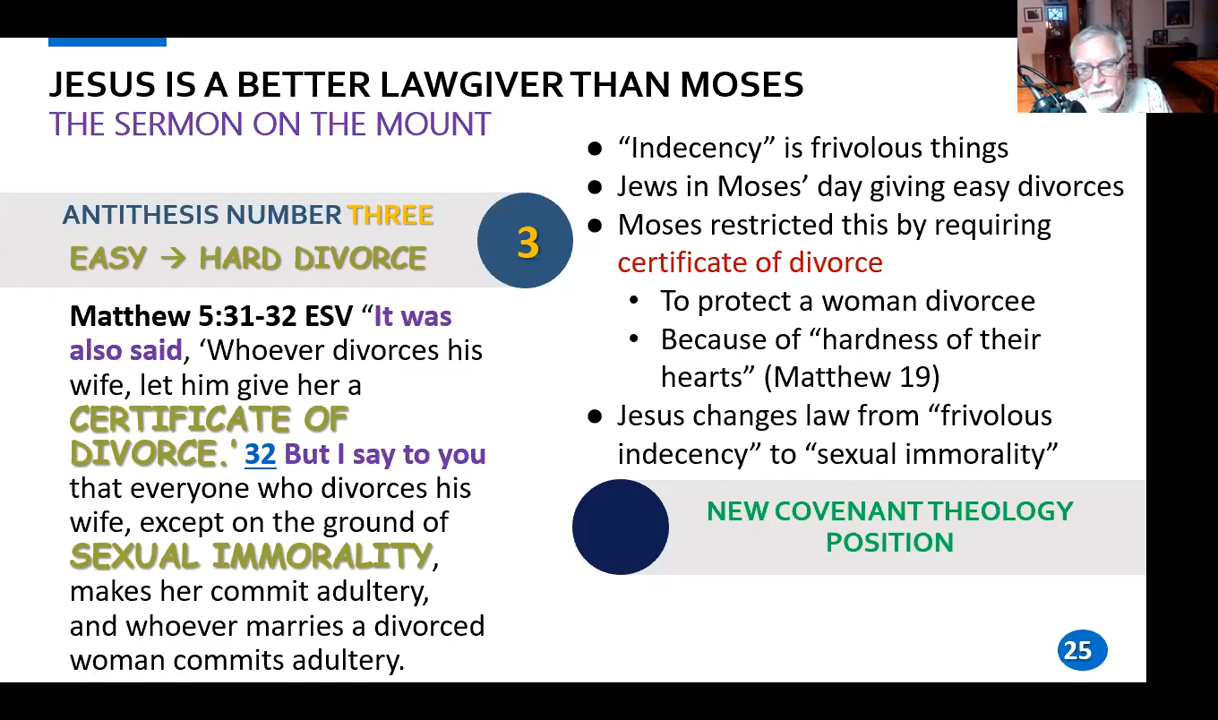 JESUS IS A BETTER LAWGIVER THAN MOSES
THE SERMON ON THE MOUNT
ANTITHESIS NUMBER THREE
EASY → HARD DIVORCE
3
Matthew 5:31-32 ESV “It was
also said, ‘Whoever divorces his
wife, let him give her a
CERTIFICATE OF
DIVORCE.’ 32 But I say to you
that everyone who divorces his
wife, except on the ground of
SEXUAL IMMORALITY,
makes her commit adultery,
and whoever marries a divorced
woman commits adultery.
● “Indecency” is frivolous things
● Jews in Moses’ day giving easy divorces
● Moses restricted this by requiring
certificate of divorce
• To protect a woman divorcee
• Because of “hardness of their
hearts” (Matthew 19)
● Jesus changes law from “frivolous
indecency” to “sexual immorality”
NEW COVENANT THEOLOGY
POSITION
25